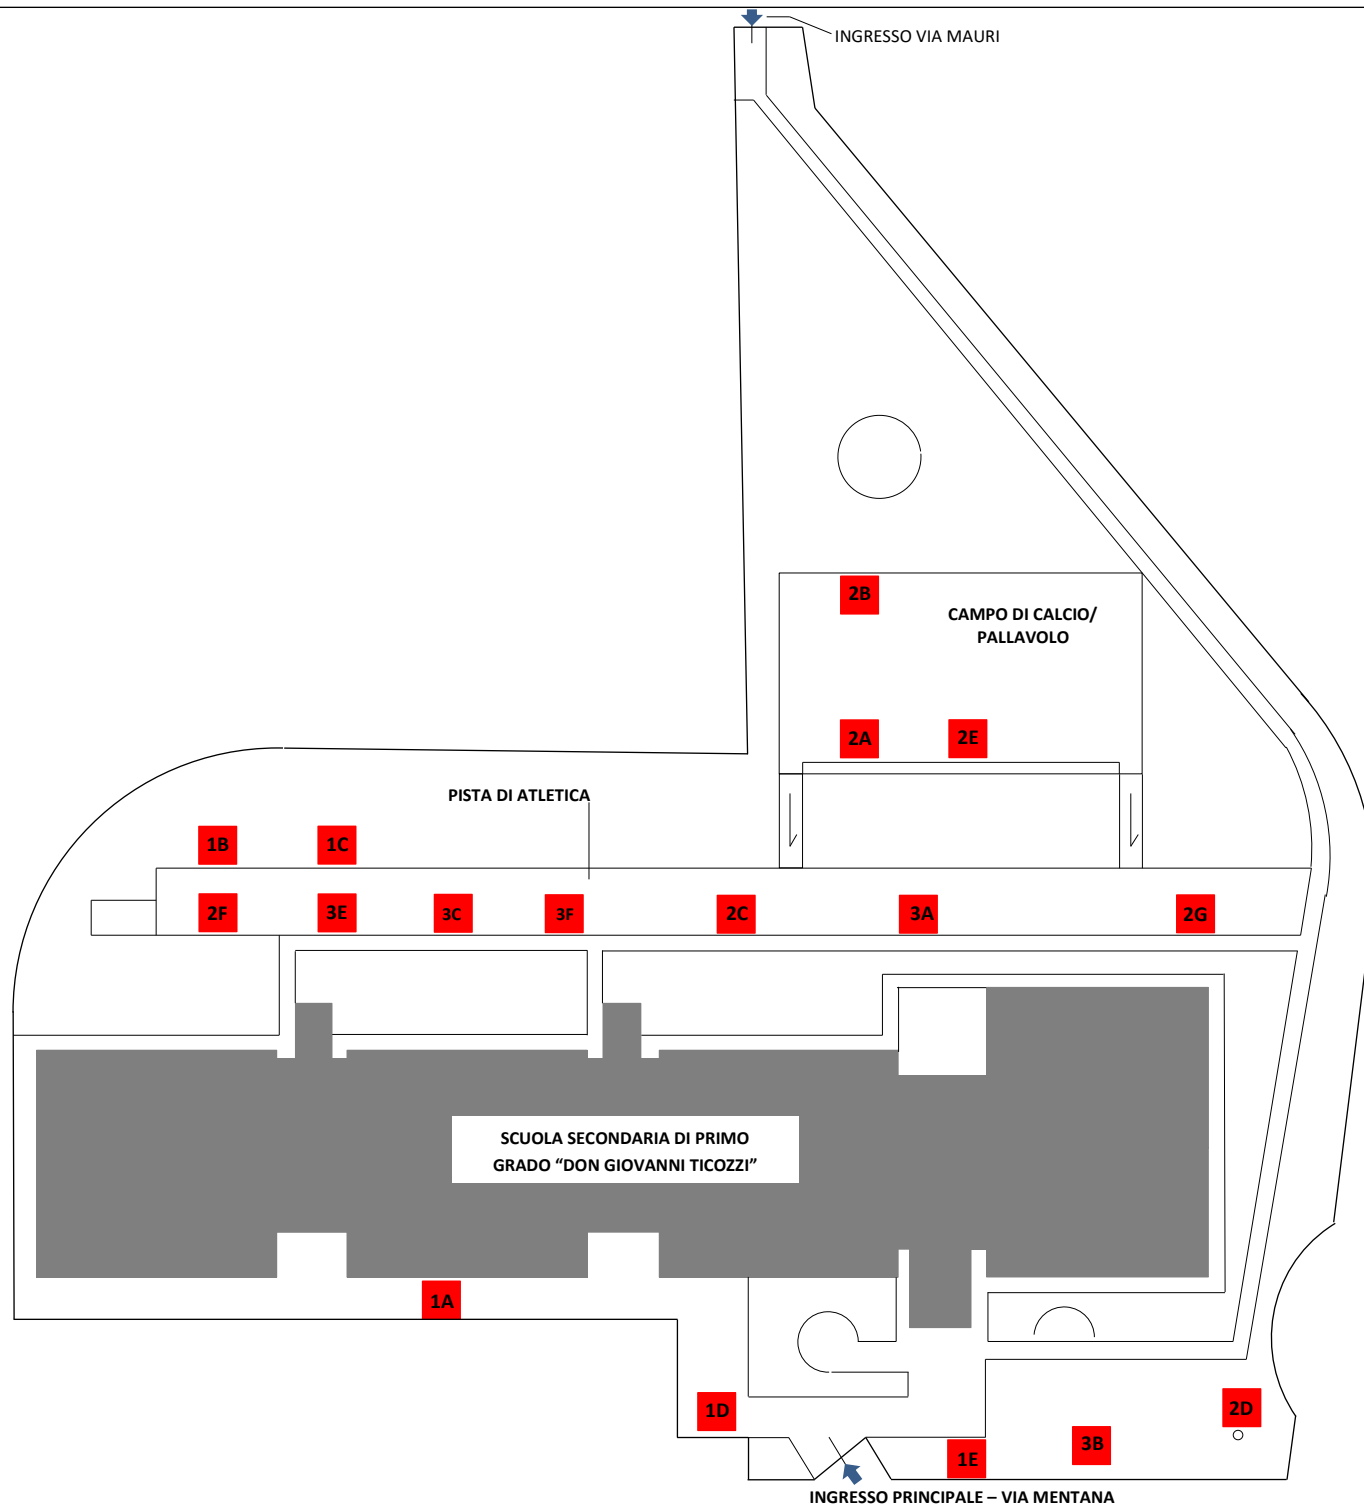 INGRESSO VIA MAURI
2B
CAMPO DI CALCIO/
PALLAVOLO
2A
2E
PISTA DI ATLETICA
1B
1C
2F
3E
3C
3F
2C
3A
2G
SCUOLA SECONDARIA DI PRIMO
GRADO “DON GIOVANNI TICOZZI”
1A
1D
2D
3B
1E
INGRESSO PRINCIPALE – VIA MENTANA